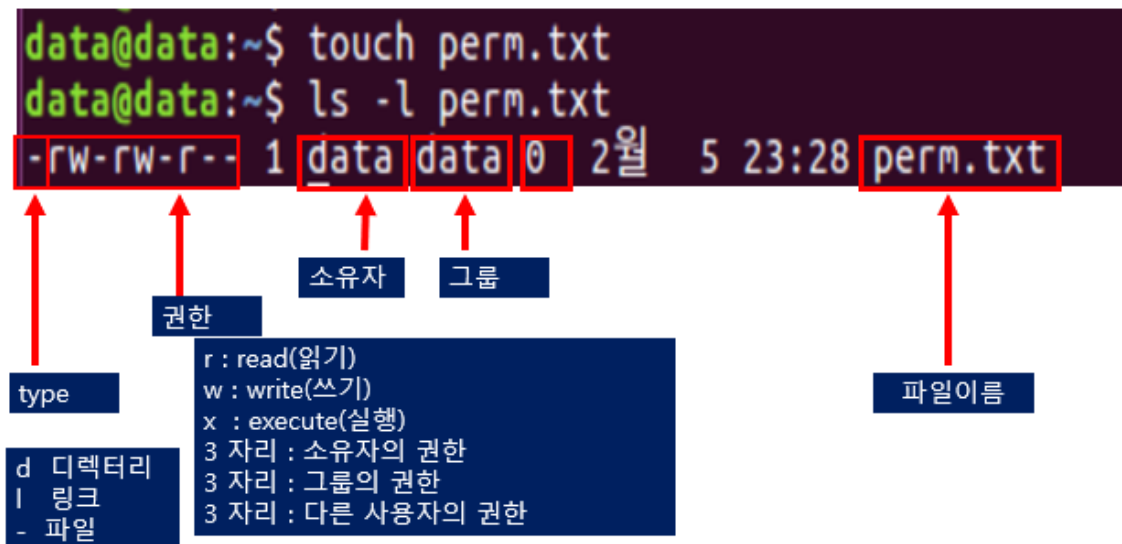 data@data:~$ touch perm.txt
data@data:~$ ls -l perm.txt
-rw-rw-r-- 1 data data 0 2월 5 23:28 perm.txt
소유자
그룹
권한
r : read(읽기)
w : write(쓰기)
x : execute(실행)
3 자리 : 소유자의 권한
3 자리 : 그룹의 권한
3 자리 : 다른 사용자의 권한
type
파일이름
d 디렉터리
l 링크
- 파일